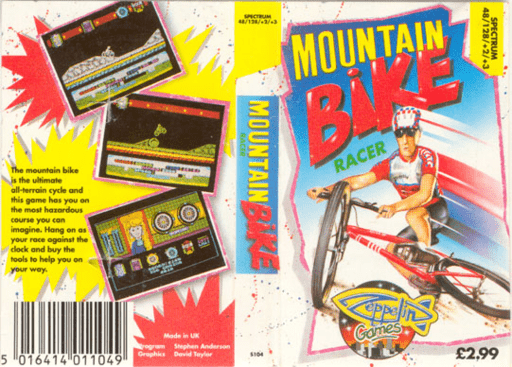 The mountain bike
is the ultimate
all-terrain cycle and
this game has you on
the most hazardous
course you can
imagine. Hang on as
your race against the
clock and buy the
tools to help you on
your way.
5 016414 011049
Made in UK
Program Stephen Anderson
Graphics David Taylor
SPECTRUM
48/128/+2/+3
MOUNTAIN
BIKE
RACER
5104
SPECTRUM
48/128/+2/+3
MOUNTAIN
BIKE
RACER
Zeppelin
Games
£2.99